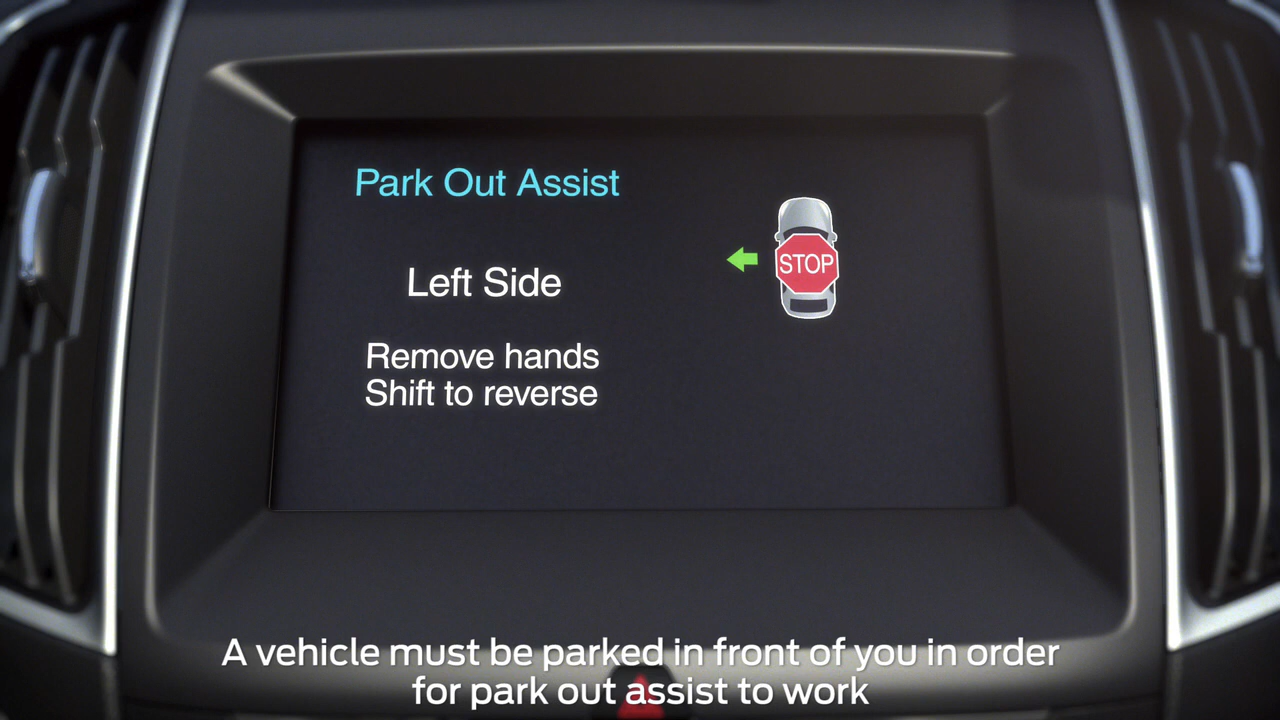 Park Out Assist
Left Side
STOP
Remove hands
Shift to reverse
A vehicle must be parked in front of you in order
for park out assist to work